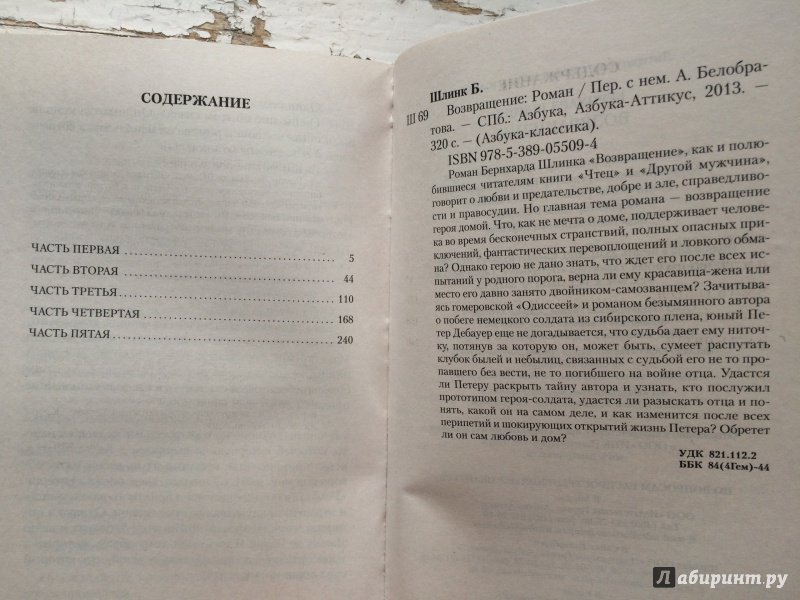 СОДЕРЖАНИЕ
ЧАСТЬ ПЕРВАЯ 5
ЧАСТЬ ВТОРАЯ 44
ЧАСТЬ ТРЕТЬЯ 110
ЧАСТЬ ЧЕТВЕРТАЯ 168
ЧАСТЬ ПЯТАЯ 240
Шлинк Б.
Ш 69 Возвращение: Роман / Пер. с нем. А. Белобра-
това. — СПб.: Азбука, Азбука-Аттикус, 2013. —
320 с. — (Азбука-классика).
ISBN 978-5-389-05509-4
Роман Бернхарда Шлинка «Возвращение», как и полю-
бившиеся читателям книги «Чтец» и «Другой мужчина»,
говорит о любви и предательстве, добре и зле, справедливо-
сти и правосудии. Но главная тема романа — возвращение
героя домой. Что, как не мечта о доме, поддерживает челове-
ка во время бесконечных странствий, полных опасных при-
ключений, фантастических перевоплощений и ловкого обма-
на? Однако герою не дано знать, что ждет его после всех ис-
пытаний у родного порога, верна ли ему красавица-жена или
место его давно занято двойником-самозванцем? Зачитыва-
ясь гомеровской «Одиссеей» и романом безымянного автора
о побеге немецкого солдата из сибирского плена, юный Пе-
тер Дебауер еще не догадывается, что судьба дает ему ниточ-
ку, потянув за которую он, может быть, сумеет распутать
клубок былей и небылиц, связанных с судьбой его не то про-
павшего без вести, не то погибшего на войне отца. Удастся
ли Петеру раскрыть тайну автора и узнать, кто послужил
прототипом героя-солдата, удастся ли разыскать отца и по-
нять, какой он на самом деле, и как изменится после всех
перипетий и шокирующих открытий жизнь Петера? Обретет
ли он сам любовь и дом?
УДК 821.112.2
ББК 84(4Гем)-44
Лабиринт.ру